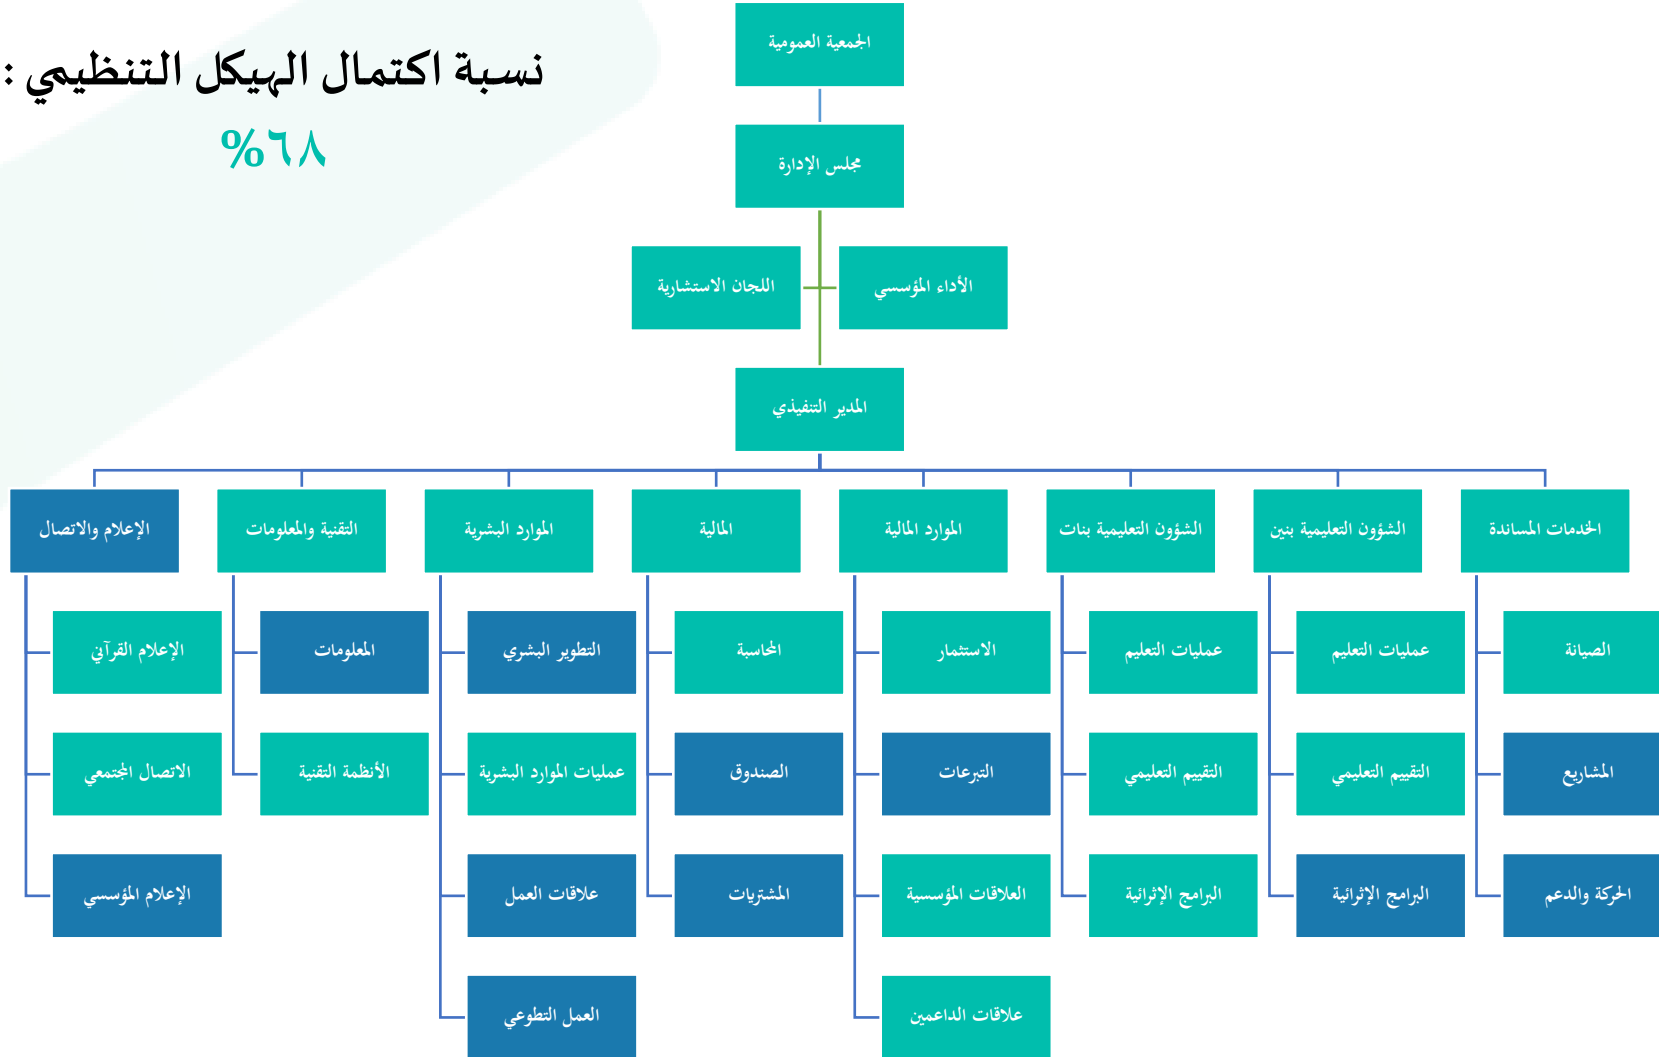 نسبة اكتمال الهيكل التنظيمي :
٦٨%
الجمعية العمومية
مجلس الإدارة
الأداء المؤسسي
اللجان الاستشارية
المدير التنفيذي
الخدمات المساندة
الصيانة
المشاريع
الحركة والدعم
الشؤون التعليمية بنين
عمليات التعليم
التقييم التعليمي
البرامج الإثرائية
الشؤون التعليمية بنات
عمليات التعليم
التقييم التعليمي
البرامج الإثرائية
الموارد المالية
الاستثمار
التبرعات
العلاقات المؤسسية
علاقات الداعمين
المالية
المحاسبة
الصندوق
المشتريات
الموارد البشرية
التطوير البشري
عمليات الموارد البشرية
علاقات العمل
العمل التطوعي
التقنية والمعلومات
المعلومات
الأنظمة التقنية
الإعلام والاتصال
الإعلام القرآني
الاتصال المجتمعي
الإعلام المؤسسي